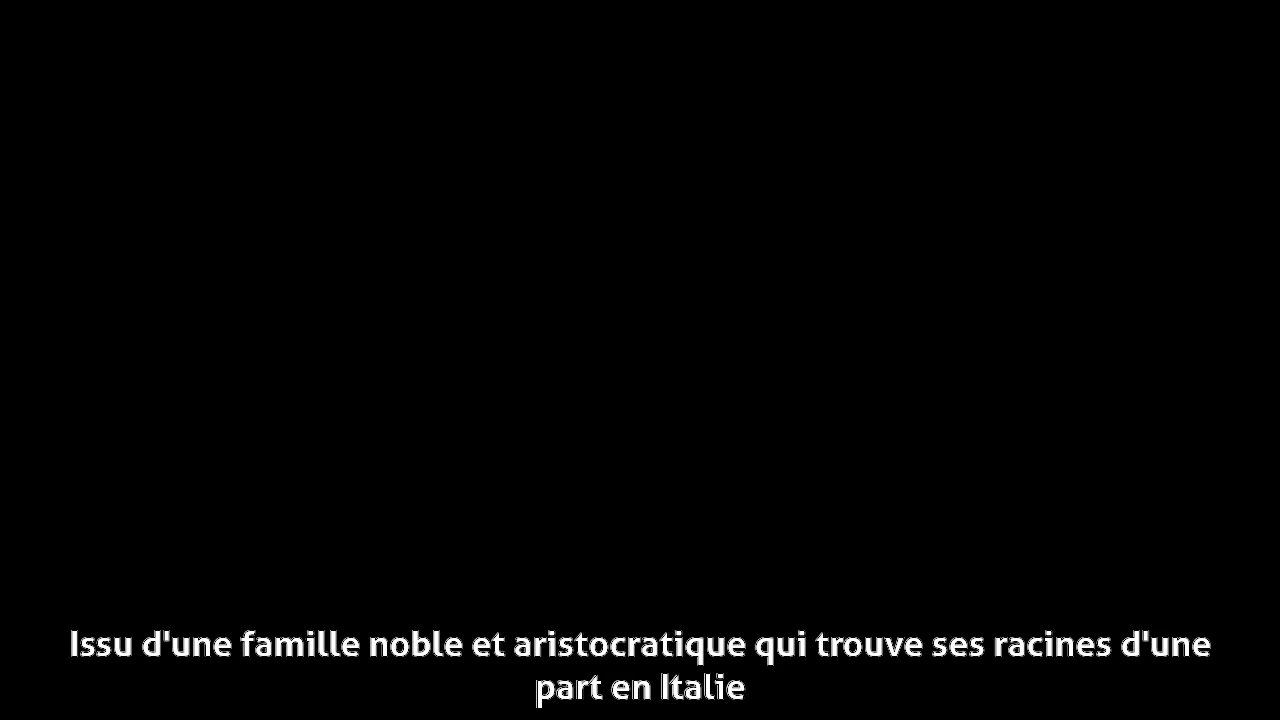 Issu d'une famille noble et aristocratique qui trouve ses racines d'une
part en Italie